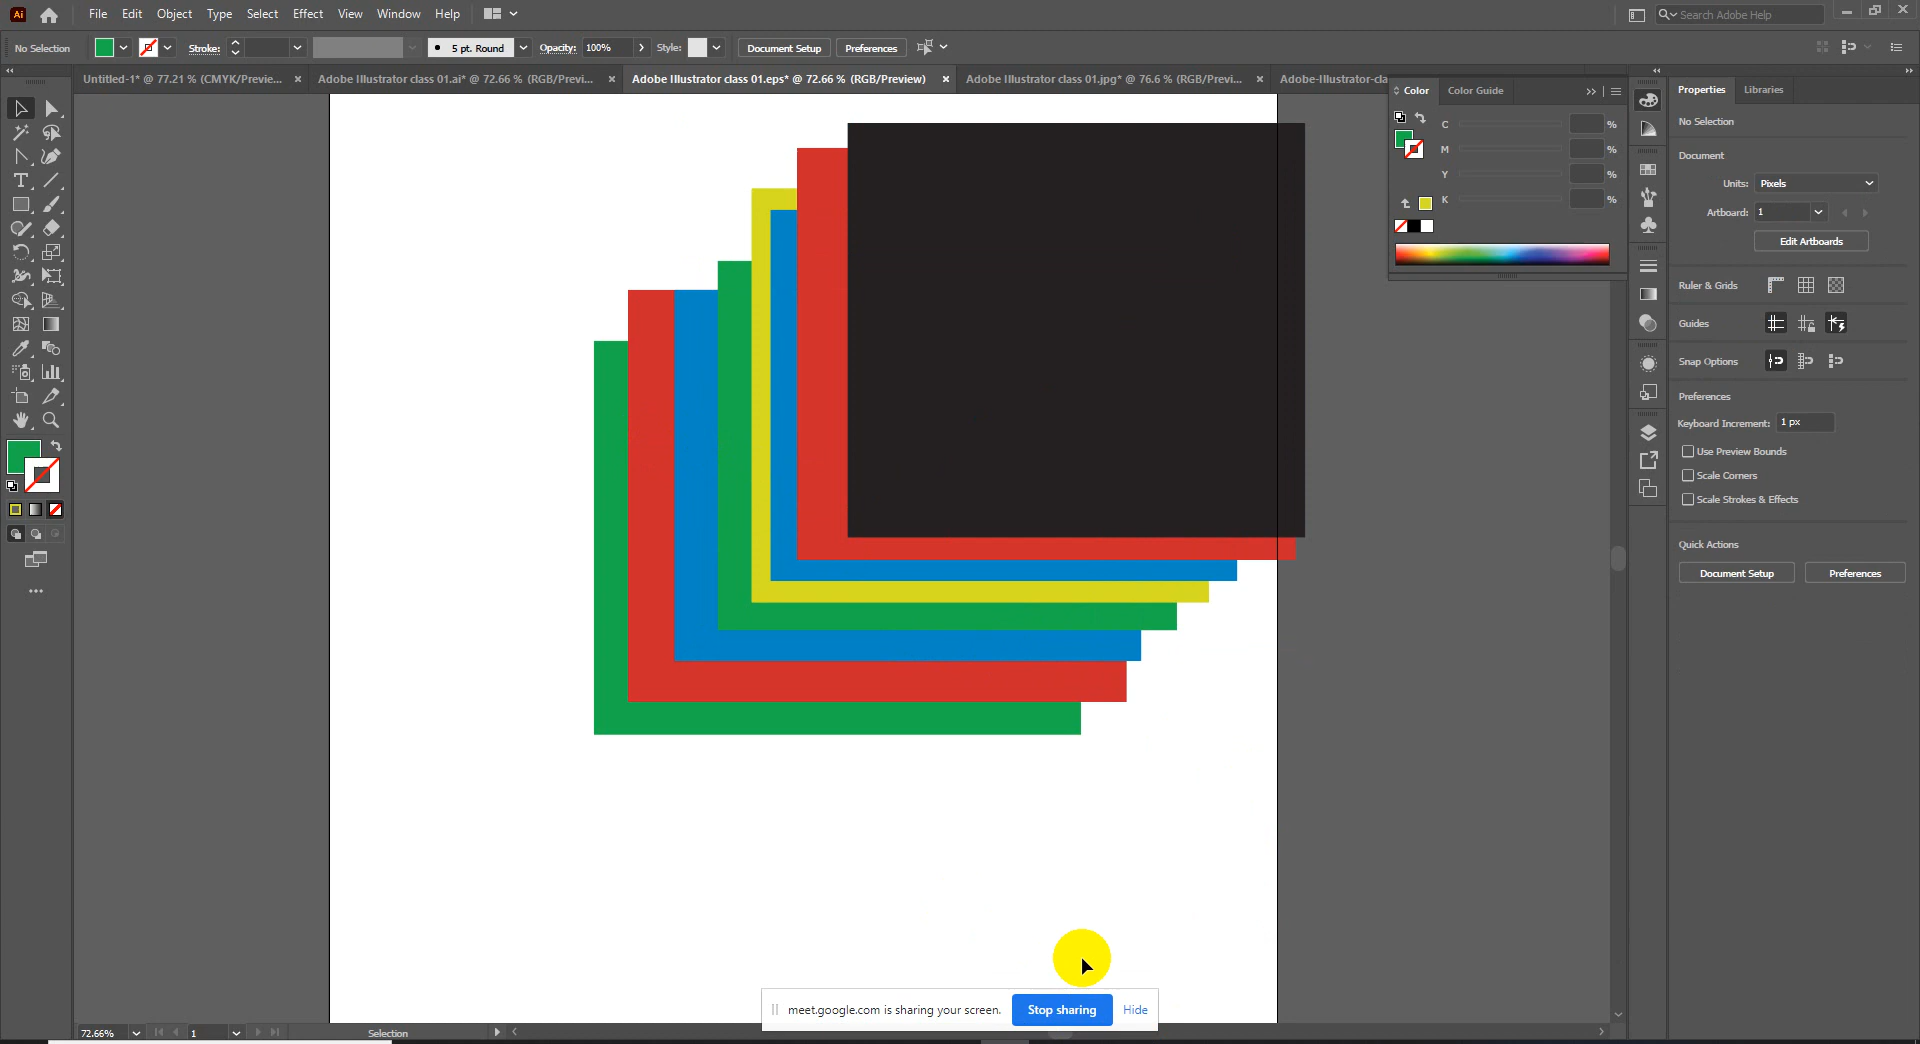 Ai File Edit Object Type Select Effect View Window Help Search Adobe Help
No Selection Stroke: 5 pt. Round Opacity: 100% Style: Document Setup Preferences
Untitled-1* @ 77.21 % (CMYK/Previe... × Adobe Illustrator class 01.ai* @ 72.66 % (RGB/Previ... × Adobe Illustrator class 01.eps* @ 72.66 % (RGB/Preview) × Adobe Illustrator class 01.jpg* @ 76.6 % (RGB/Previ... × Adobe-Illustrator-cla
Color Color Guide
C %
M %
Y %
K %
Properties Libraries
No Selection
Document
Units: Pixels
Artboard: 1
Edit Artboards
Ruler & Grids
Guides
Snap Options
Preferences
Keyboard Increment: 1 px
Use Preview Bounds
Scale Corners
Scale Strokes & Effects
Quick Actions
Document Setup Preferences
meet.google.com is sharing your screen. Stop sharing Hide
72.66% 1 Selection